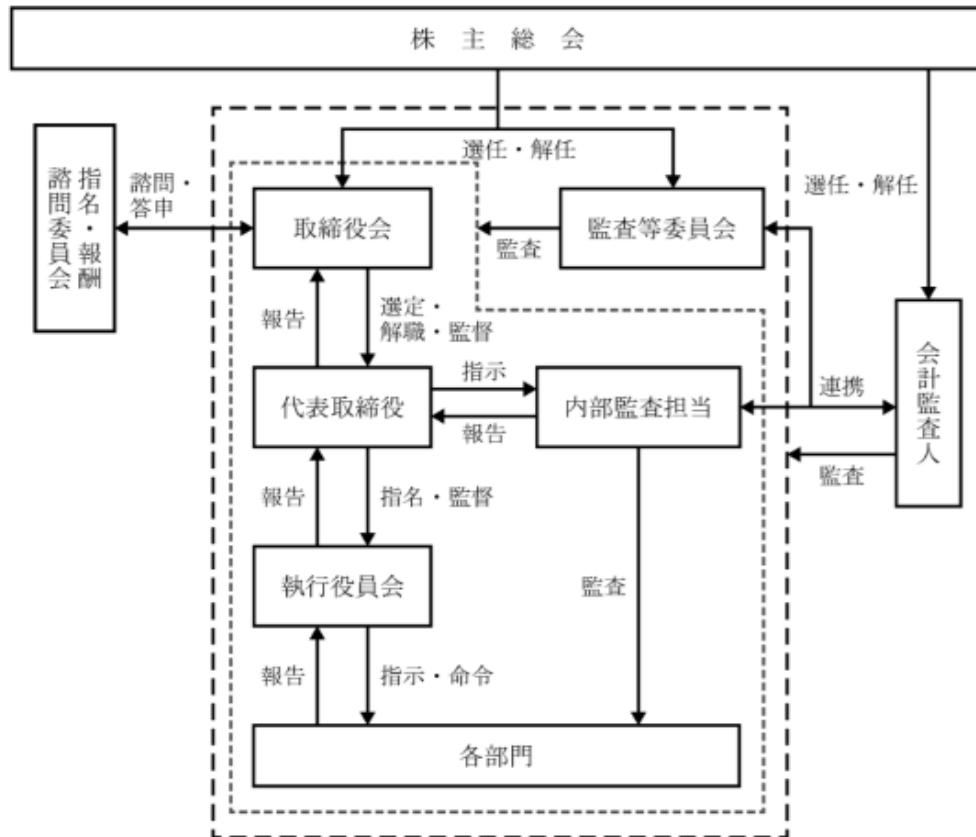 株主総会
選任・解任
選任・解任
指名・報酬
諮問委員会
諮問・
答申
取締役会
監査
監査等委員会
報告
選定・
解職・監督
代表取締役
指示
報告
内部監査担当
連携
会計監査人
監査
報告
指名・監督
執行役員会
監査
報告
指示・命令
各部門